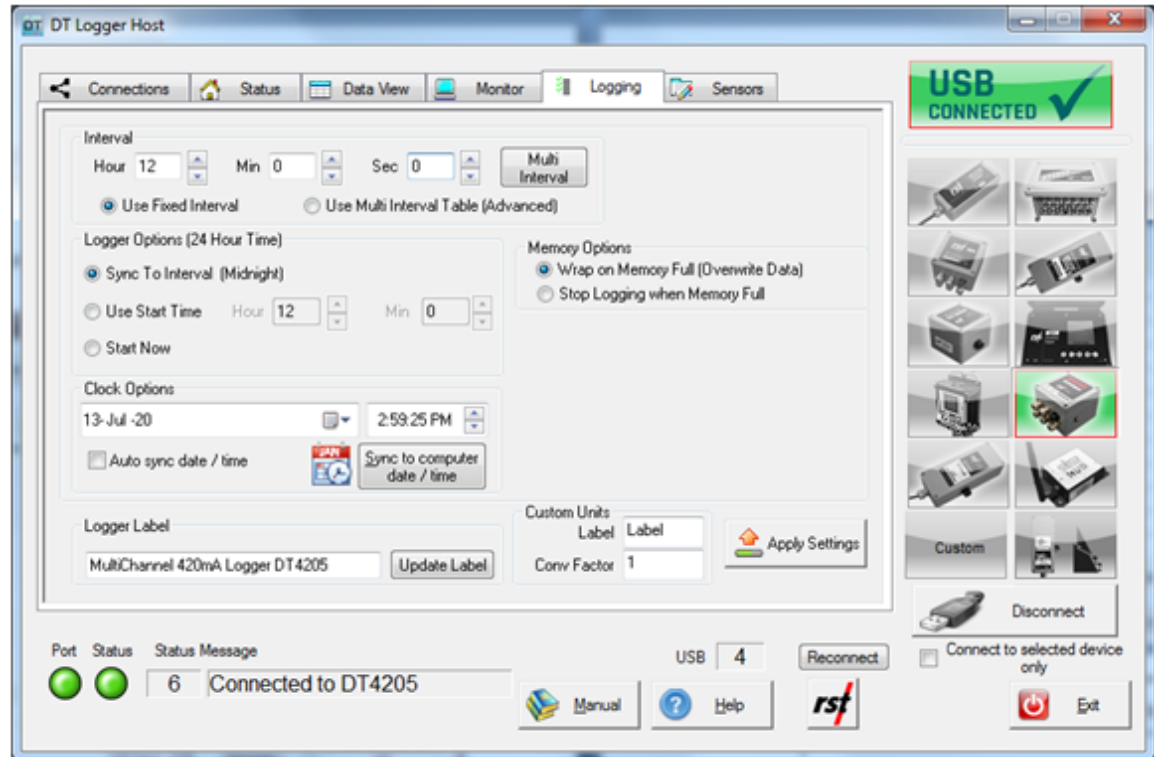 DT DT Logger Host
Connections Status Data View Monitor Logging Sensors
USB
CONNECTED
Interval
Hour 12 Min 0 Sec 0 Multi Interval
Use Fixed Interval Use Multi Interval Table (Advanced)
Logger Options (24 Hour Time)
Sync To Interval (Midnight)
Use Start Time Hour 12 Min 0
Start Now
Memory Options
Wrap on Memory Full (Overwrite Data)
Stop Logging when Memory Full
Clock Options
13-Jul -20 2:59:25 PM
Auto sync date / time
JAN
Sync to computer
date / time
Logger Label
MultiChannel 420mA Logger DT4205 Update Label
Custom Units
Label Label
Conv Factor 1
Apply Settings
Custom
Disconnect
Connect to selected device
only
Port Status Status Message
6 Connected to DT4205
USB 4 Reconnect
Manual Help rst Exit